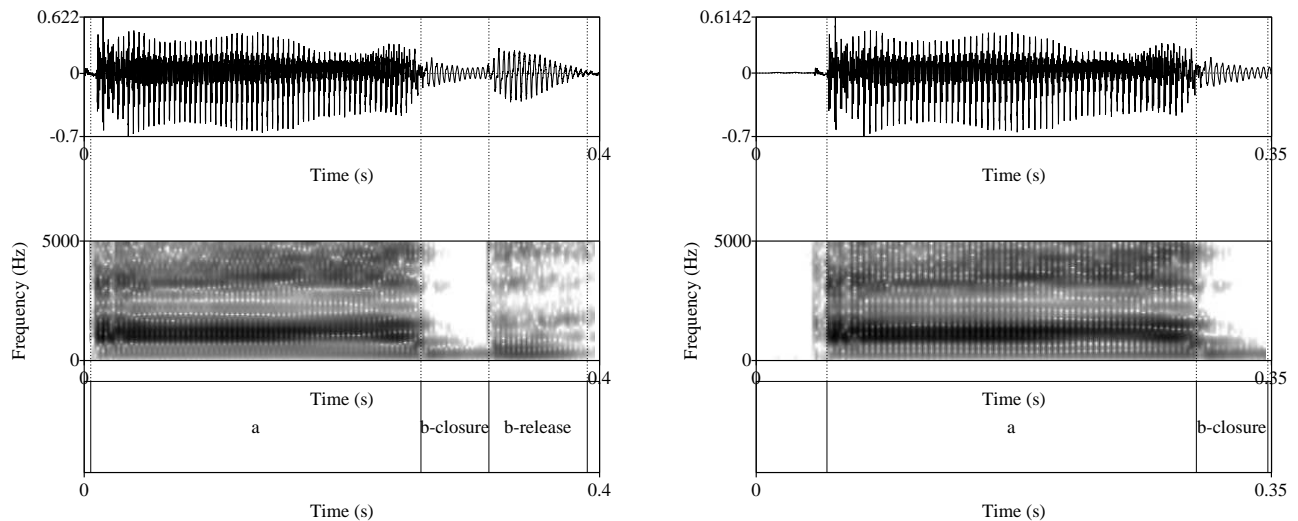 0.622
0
-0.7
0 0.4
Time (s)
5000
Frequency (Hz)
0
0 0.4
Time (s)
a b-closure b-release
0 0.4
Time (s)
0.6142
0
-0.7
0 0.35
Time (s)
5000
Frequency (Hz)
0
0 0.35
Time (s)
a b-closure
0 0.35
Time (s)